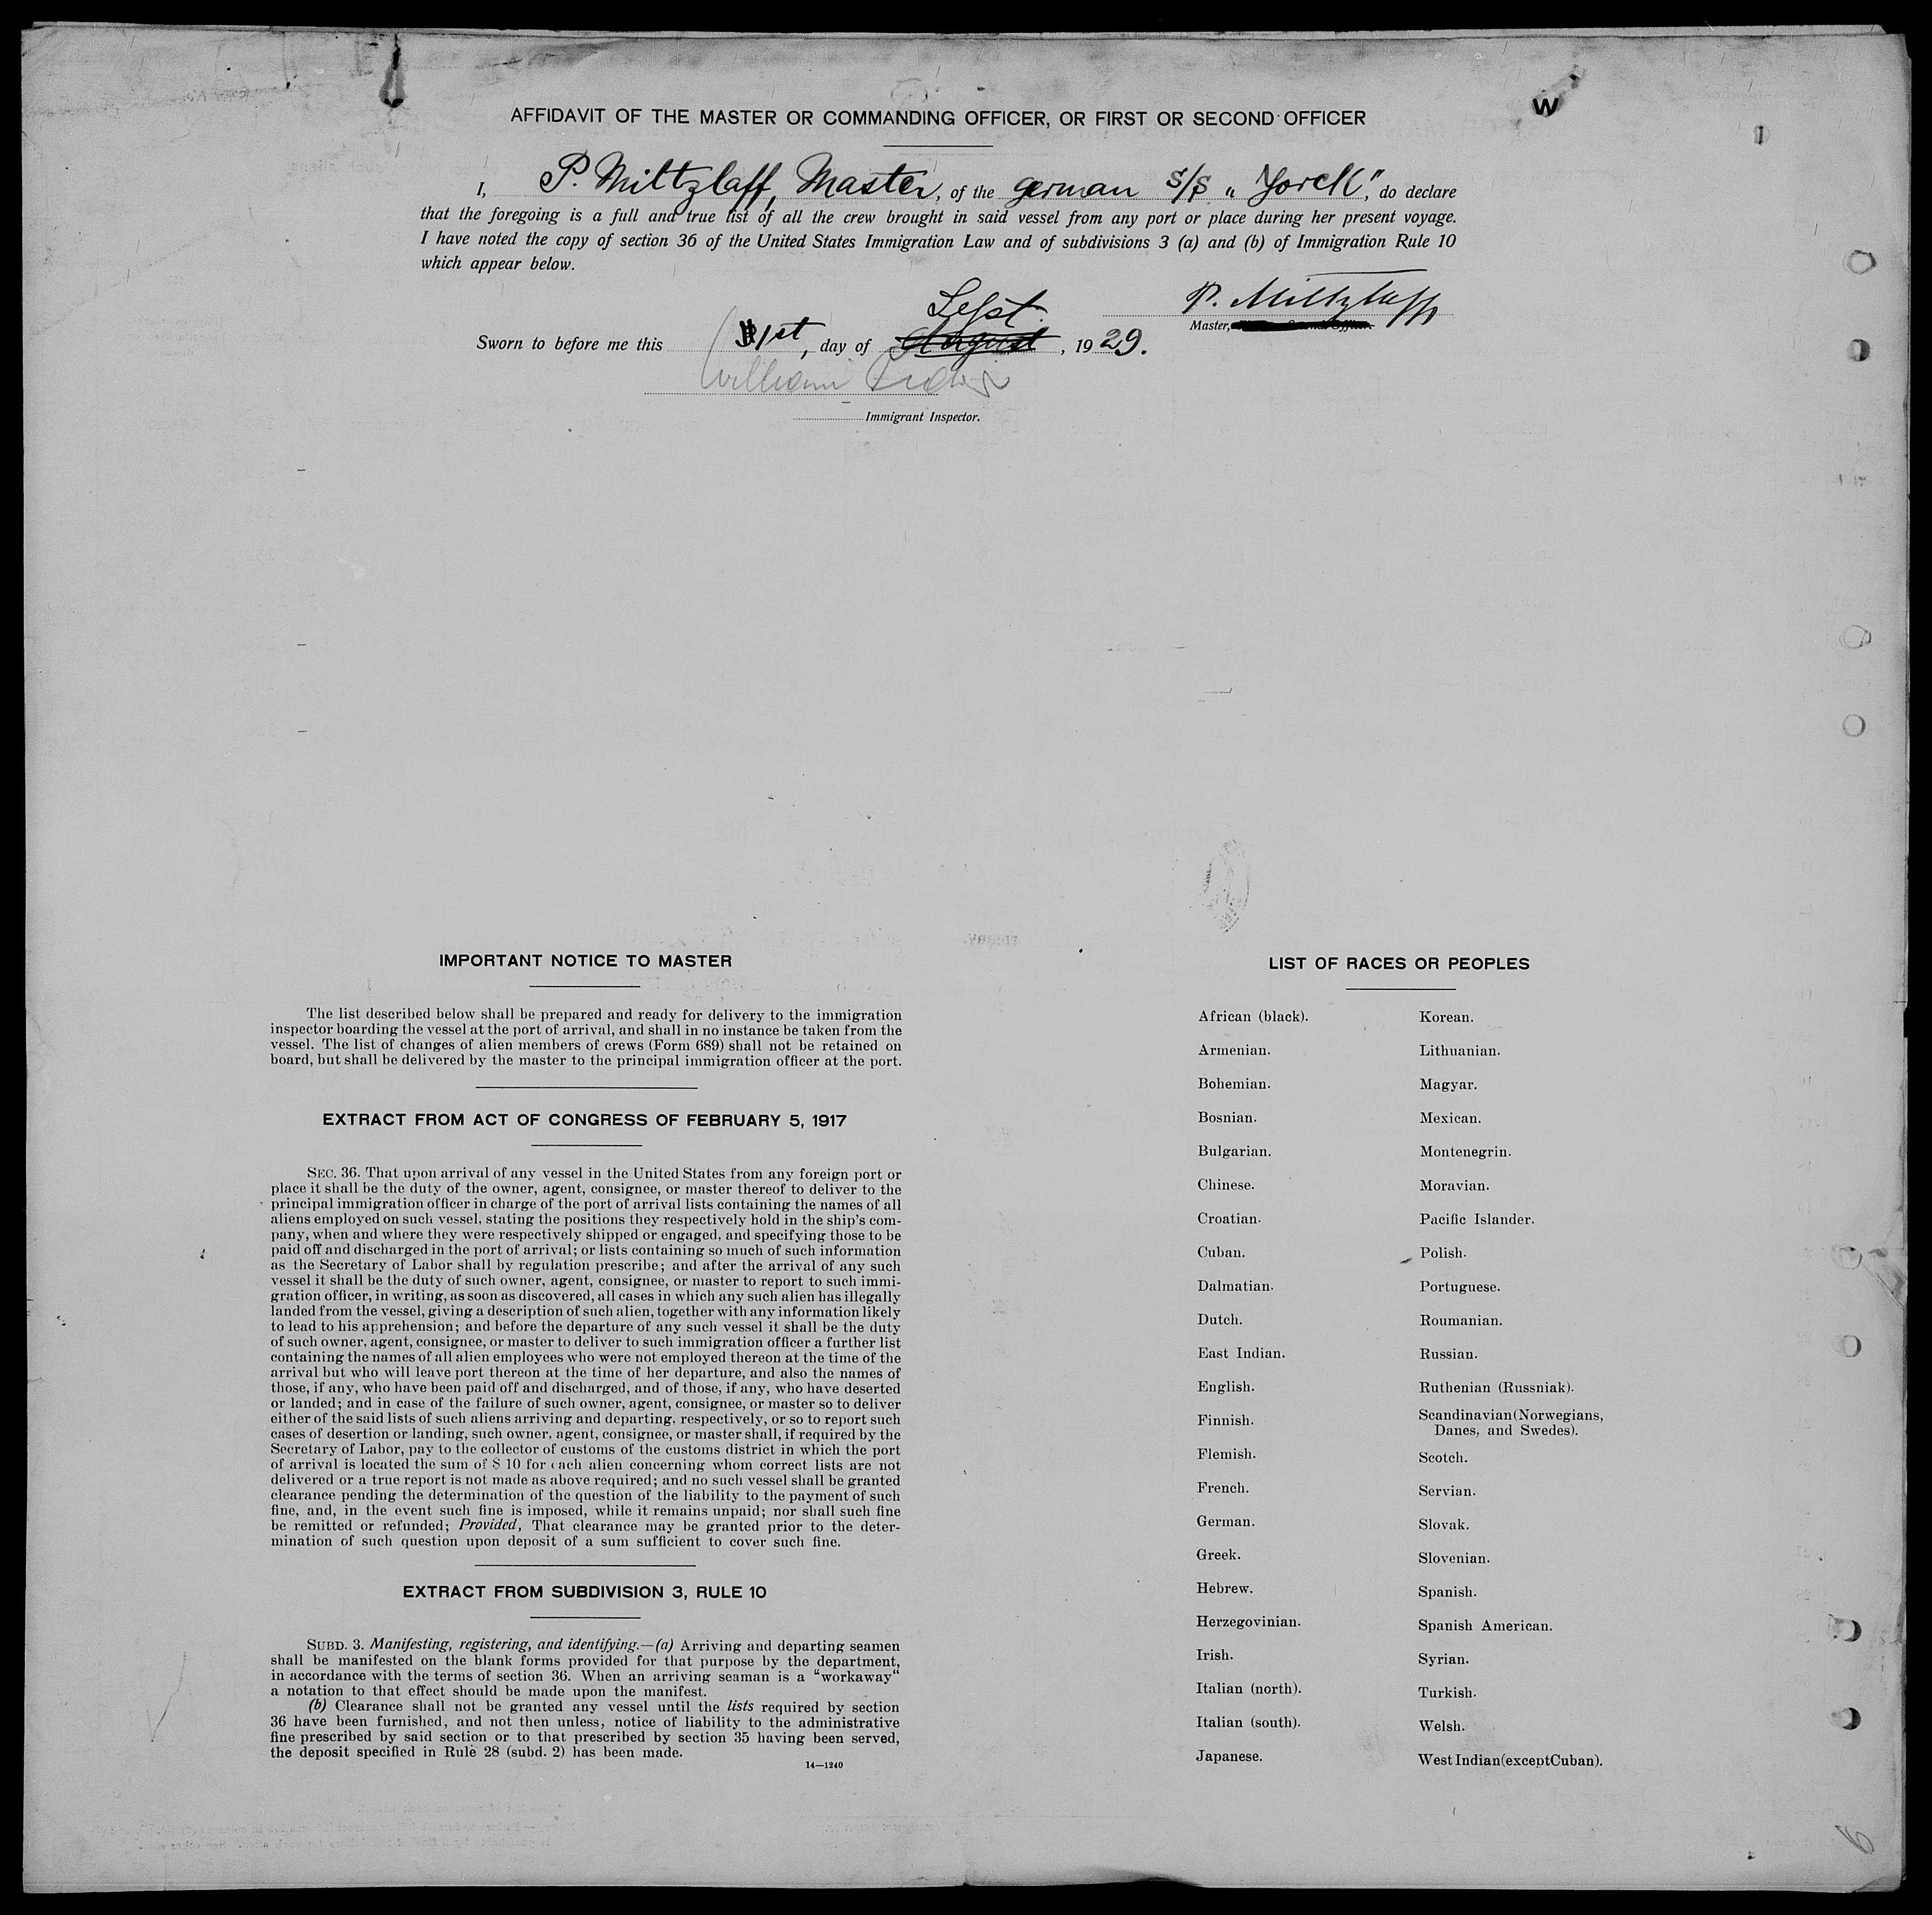 AFFIDAVIT OF THE MASTER OR COMMANDING OFFICER, OR FIRST OR SECOND OFFICER
W
I, P. Miltzlaff, Master, of the german S/S „Yorck", do declare
that the foregoing is a full and true list of all the crew brought in said vessel from any port or place during her present voyage.
I have noted the copy of section 36 of the United States Immigration Law and of subdivisions 3 (a) and (b) of Immigration Rule 10
which appear below.
P. Miltzlaff
Master,
Sept.
Sworn to before me this 1st, day of August, 1929.
William
Immigrant Inspector.
IMPORTANT NOTICE TO MASTER
The list described below shall be prepared and ready for delivery to the immigration
inspector boarding the vessel at the port of arrival, and shall in no instance be taken from the
vessel. The list of changes of alien members of crews (Form 689) shall not be retained on
board, but shall be delivered by the master to the principal immigration officer at the port.
EXTRACT FROM ACT OF CONGRESS OF FEBRUARY 5, 1917
SEC. 36. That upon arrival of any vessel in the United States from any foreign port or
place it shall be the duty of the owner, agent, consignee, or master thereof to deliver to the
principal immigration officer in charge of the port of arrival lists containing the names of all
aliens employed on such vessel, stating the positions they respectively hold in the ship's com-
pany, when and where they were respectively shipped or engaged, and specifying those to be
paid off and discharged in the port of arrival; or lists containing so much of such information
as the Secretary of Labor shall by regulation prescribe; and after the arrival of any such
vessel it shall be the duty of such owner, agent, consignee, or master to report to such immi-
gration officer, in writing, as soon as discovered, all cases in which any such alien has illegally
landed from the vessel, giving a description of such alien, together with any information likely
to lead to his apprehension; and before the departure of any such vessel it shall be the duty
of such owner, agent, consignee, or master to deliver to such immigration officer a further list
containing the names of all alien employees who were not employed thereon at the time of the
arrival but who will leave port thereon at the time of her departure, and also the names of
those, if any, who have been paid off and discharged, and of those, if any, who have deserted
or landed; and in case of the failure of such owner, agent, consignee, or master so to deliver
either of the said lists of such aliens arriving and departing, respectively, or so to report such
cases of desertion or landing, such owner, agent, consignee, or master shall, if required by the
Secretary of Labor, pay to the collector of customs of the customs district in which the port
of arrival is located the sum of $ 10 for each alien concerning whom correct lists are not
delivered or a true report is not made as above required; and no such vessel shall be granted
clearance pending the determination of the question of the liability to the payment of such
fine, and, in the event such fine is imposed, while it remains unpaid; nor shall such fine
be remitted or refunded; Provided, That clearance may be granted prior to the deter-
mination of such question upon deposit of a sum sufficient to cover such fine.
EXTRACT FROM SUBDIVISION 3, RULE 10
SUBD. 3. Manifesting, registering, and identifying.—(a) Arriving and departing seamen
shall be manifested on the blank forms provided for that purpose by the department,
in accordance with the terms of section 36. When an arriving seaman is a “workaway“
a notation to that effect should be made upon the manifest.
(b) Clearance shall not be granted any vessel until the lists required by section
36 have been furnished, and not then unless, notice of liability to the administrative
fine prescribed by said section or to that prescribed by section 35 having been served,
the deposit specified in Rule 28 (subd. 2) has been made.
14—1240
LIST OF RACES OR PEOPLES
African (black).
Armenian.
Bohemian.
Bosnian.
Bulgarian.
Chinese.
Croatian.
Cuban.
Dalmatian.
Dutch.
East Indian.
English.
Finnish.
Flemish.
French.
German.
Greek.
Hebrew.
Herzegovinian.
Irish.
Italian (north).
Italian (south).
Japanese.
Korean.
Lithuanian.
Magyar.
Mexican.
Montenegrin.
Moravian.
Pacific Islander.
Polish.
Portuguese.
Roumanian.
Russian.
Ruthenian (Russniak).
Scandinavian (Norwegians,
Danes, and Swedes).
Scotch.
Servian.
Slovak.
Slovenian.
Spanish.
Spanish American.
Syrian.
Turkish.
Welsh.
West Indian (except Cuban).